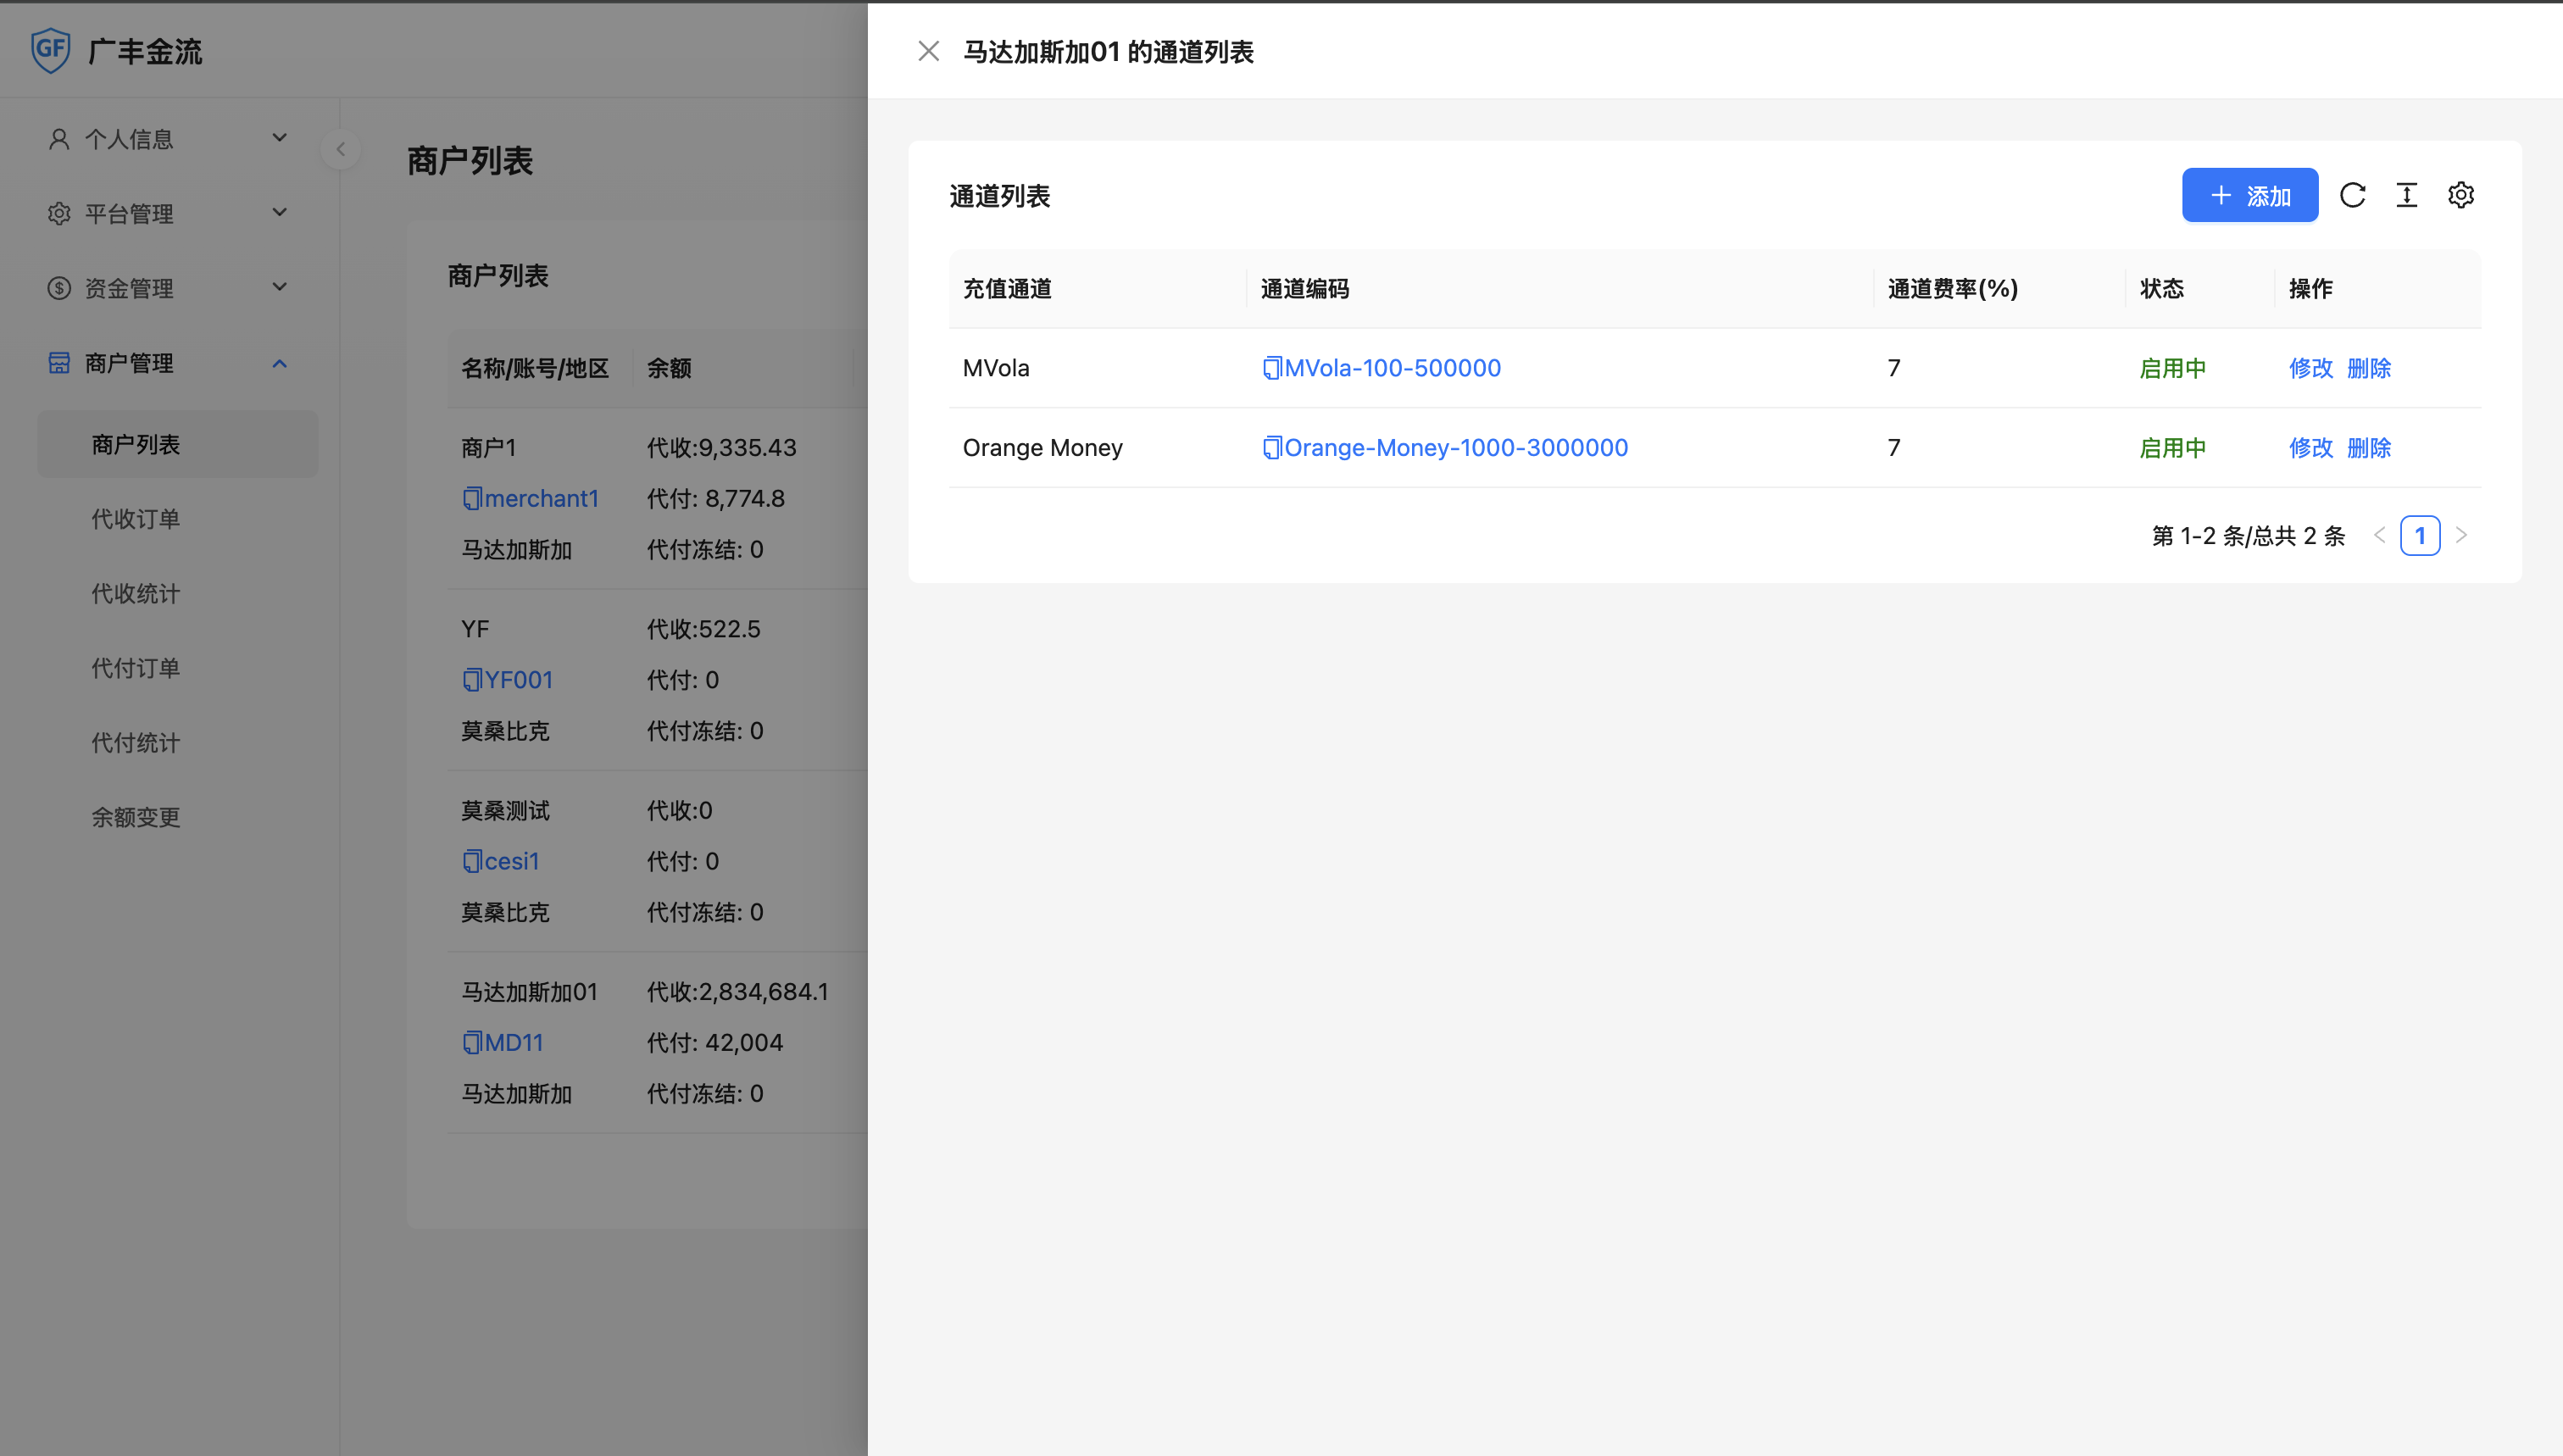 GF 广丰金流
个人信息
平台管理
资金管理
商户管理
商户列表
代收订单
代收统计
代付订单
代付统计
余额变更
商户列表
商户列表
名称/账号/地区 余额
商户1 代收:9,335.43
merchant1 代付: 8,774.8
马达加斯加 代付冻结: 0
YF 代收:522.5
YF001 代付: 0
莫桑比克 代付冻结: 0
莫桑测试 代收:0
cesi1 代付: 0
莫桑比克 代付冻结: 0
马达加斯加01 代收:2,834,684.1
MD11 代付: 42,004
马达加斯加 代付冻结: 0
马达加斯加01 的通道列表
通道列表 添加
充值通道 通道编码 通道费率(%) 状态 操作
MVola MVola-100-500000 7 启用中 修改 删除
Orange Money Orange-Money-1000-3000000 7 启用中 修改 删除
第 1-2 条/总共 2 条 1